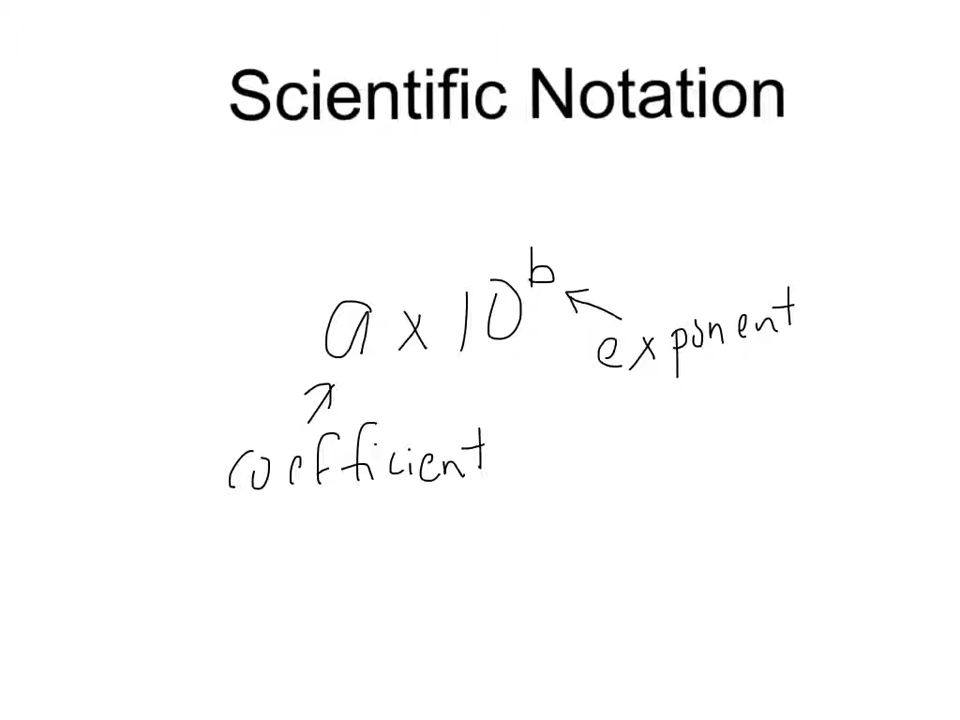 Scientific Notation
a x 10^b
exponent
coefficient